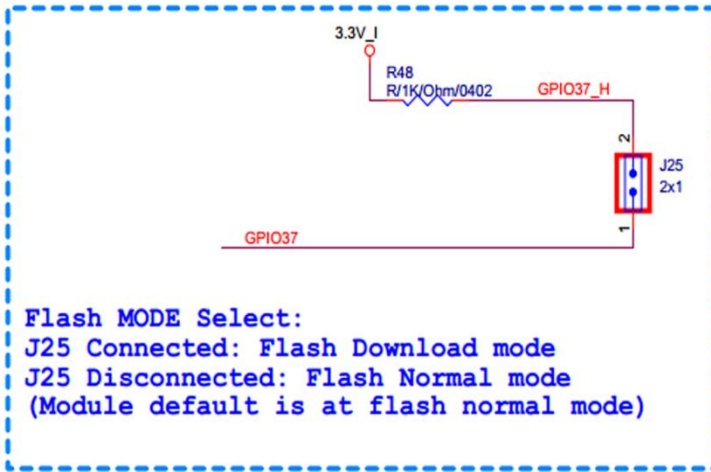 3.3V_I
R48
R/1K/Ohm/0402
GPIO37_H
2
J25
2x1
1
GPIO37
Flash MODE Select:
J25 Connected: Flash Download mode
J25 Disconnected: Flash Normal mode
(Module default is at flash normal mode)